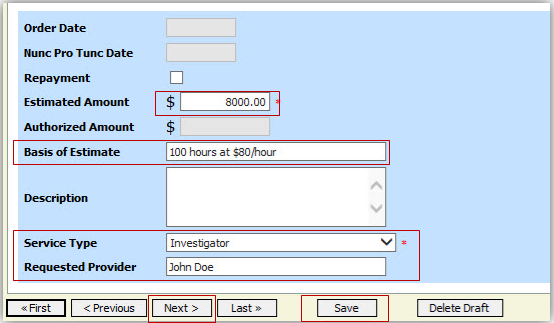 Order Date
Nunc Pro Tunc Date
Repayment
Estimated Amount $ 8000.00 *
Authorized Amount $
Basis of Estimate 100 hours at $80/hour
Description
Service Type Investigator *
Requested Provider John Doe
« First < Previous Next > Last » Save Delete Draft